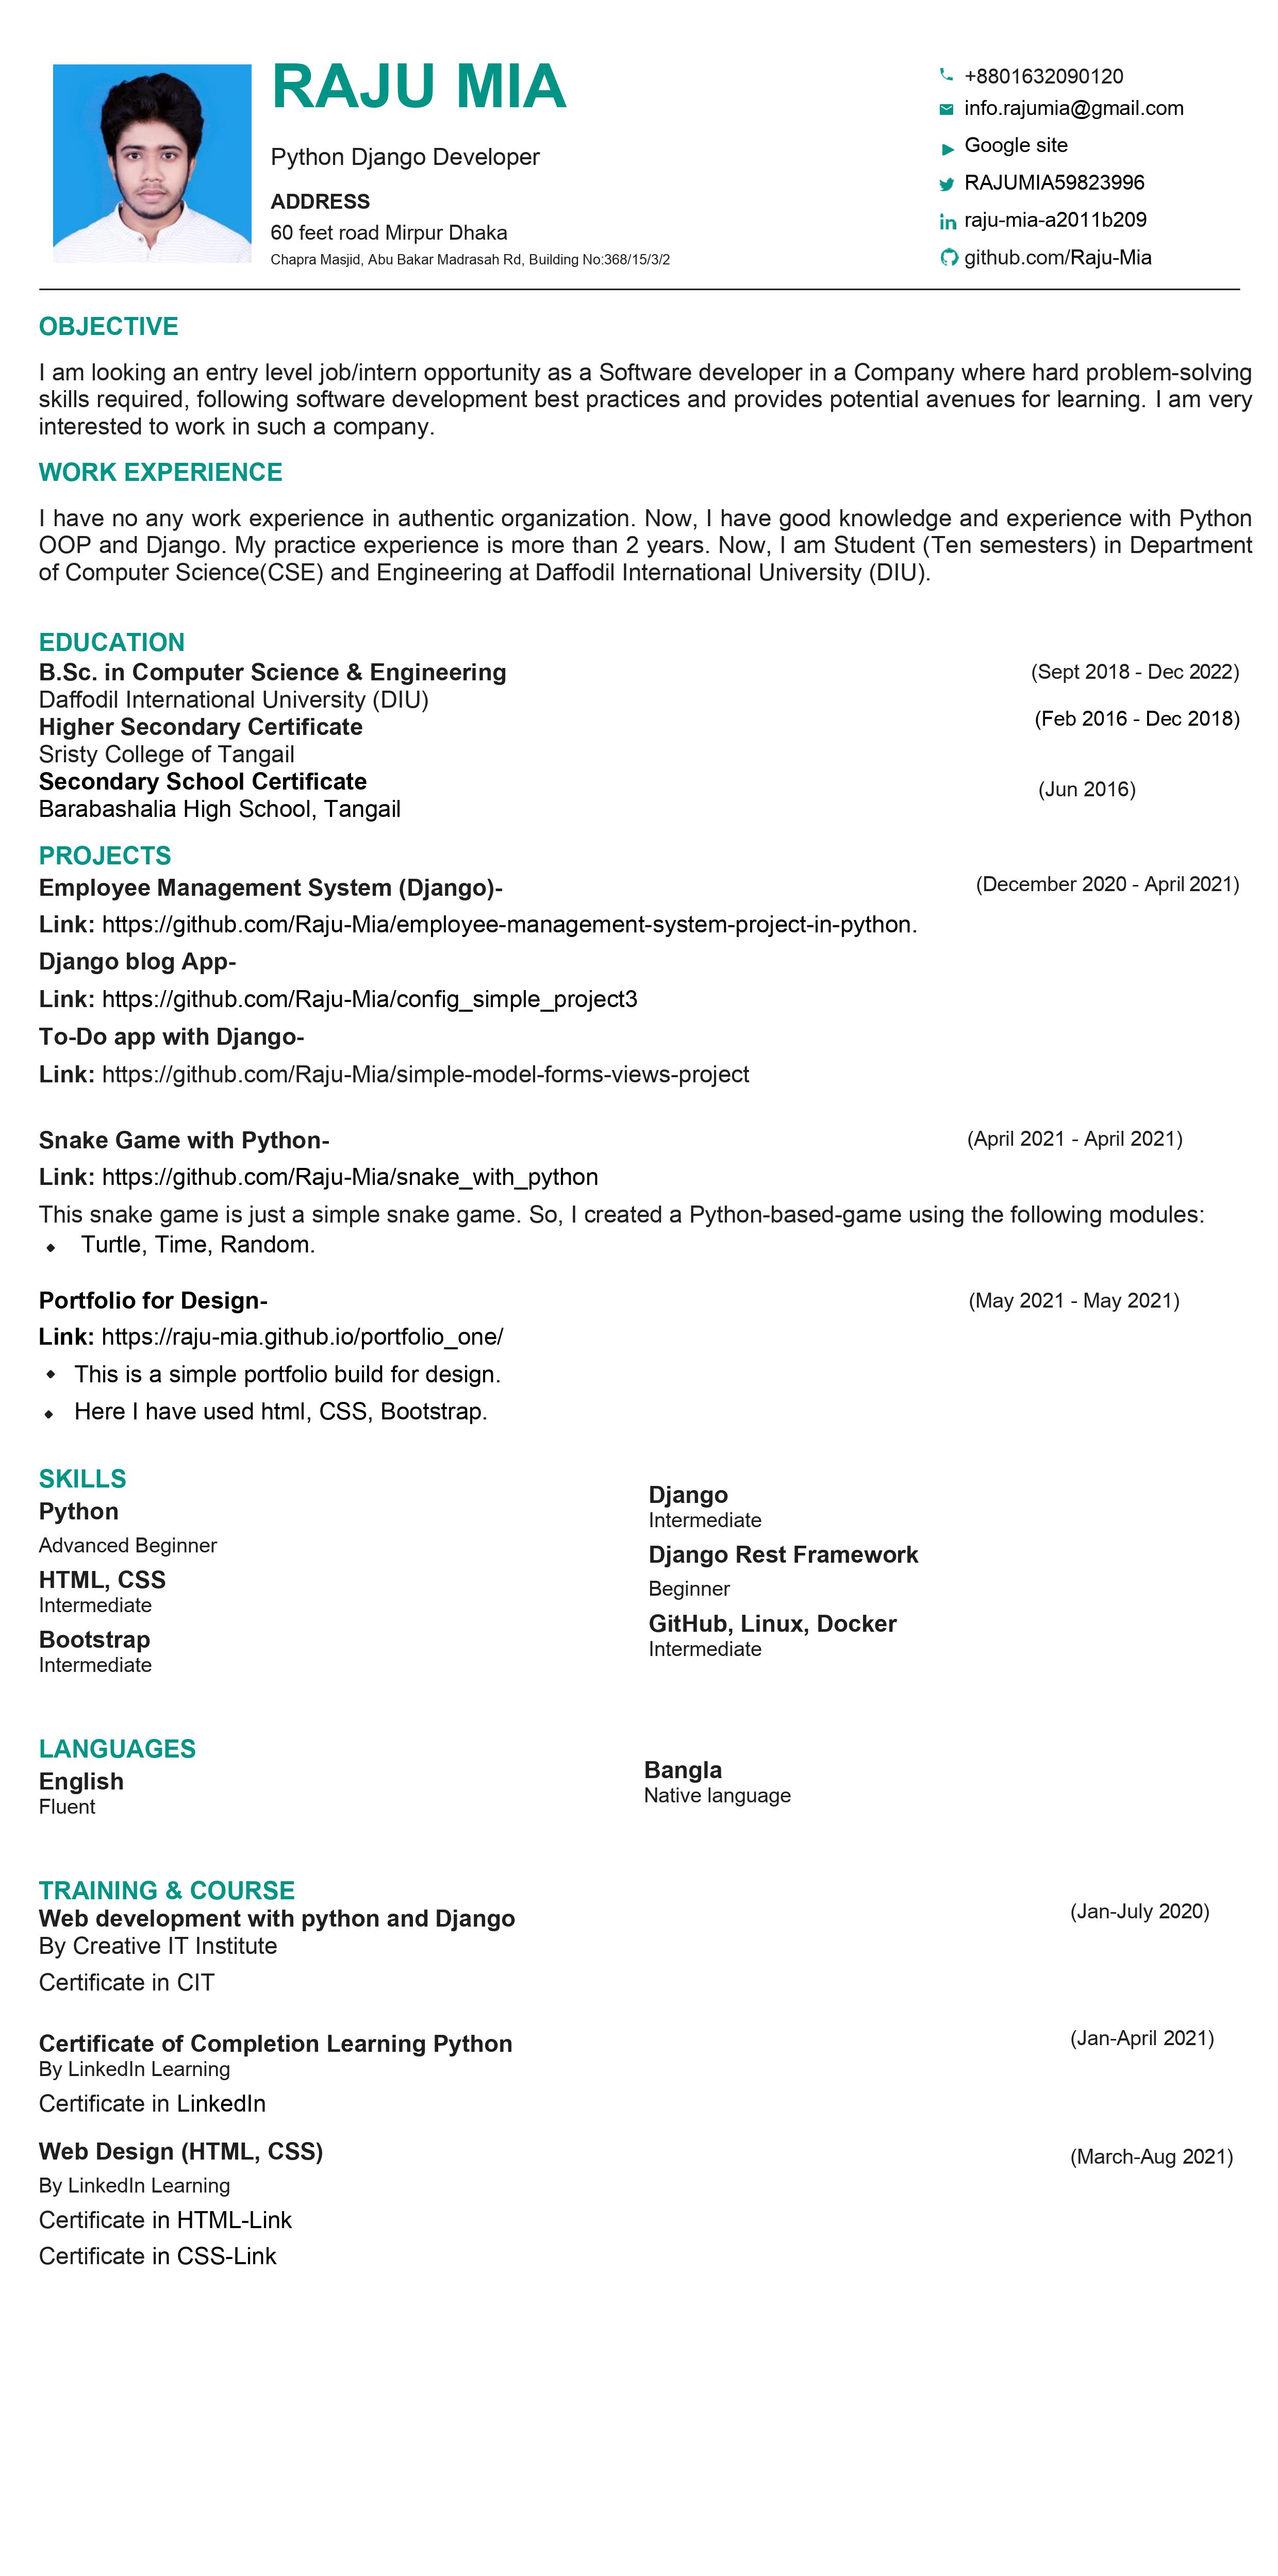 RAJU MIA
Python Django Developer
ADDRESS
60 feet road Mirpur Dhaka
Chapra Masjid, Abu Bakar Madrasah Rd, Building No:368/15/3/2
+8801632090120
info.rajumia@gmail.com
Google site
RAJUMIA59823996
raju-mia-a2011b209
github.com/Raju-Mia
OBJECTIVE
I am looking an entry level job/intern opportunity as a Software developer in a Company where hard problem-solving
skills required, following software development best practices and provides potential avenues for learning. I am very
interested to work in such a company.
WORK EXPERIENCE
I have no any work experience in authentic organization. Now, I have good knowledge and experience with Python
OOP and Django. My practice experience is more than 2 years. Now, I am Student (Ten semesters) in Department
of Computer Science(CSE) and Engineering at Daffodil International University (DIU).
EDUCATION
B.Sc. in Computer Science & Engineering (Sept 2018 - Dec 2022)
Daffodil International University (DIU)
Higher Secondary Certificate (Feb 2016 - Dec 2018)
Sristy College of Tangail
Secondary School Certificate (Jun 2016)
Barabashalia High School, Tangail
PROJECTS
Employee Management System (Django)- (December 2020 - April 2021)
Link: https://github.com/Raju-Mia/employee-management-system-project-in-python.
Django blog App-
Link: https://github.com/Raju-Mia/config_simple_project3
To-Do app with Django-
Link: https://github.com/Raju-Mia/simple-model-forms-views-project
Snake Game with Python- (April 2021 - April 2021)
Link: https://github.com/Raju-Mia/snake_with_python
This snake game is just a simple snake game. So, I created a Python-based-game using the following modules:
◆ Turtle, Time, Random.
Portfolio for Design- (May 2021 - May 2021)
Link: https://raju-mia.github.io/portfolio_one/
◆ This is a simple portfolio build for design.
◆ Here I have used html, CSS, Bootstrap.
SKILLS
Python
Advanced Beginner
HTML, CSS
Intermediate
Bootstrap
Intermediate
Django
Intermediate
Django Rest Framework
Beginner
GitHub, Linux, Docker
Intermediate
LANGUAGES
English
Fluent
Bangla
Native language
TRAINING & COURSE
Web development with python and Django (Jan-July 2020)
By Creative IT Institute
Certificate in CIT
Certificate of Completion Learning Python (Jan-April 2021)
By LinkedIn Learning
Certificate in LinkedIn
Web Design (HTML, CSS) (March-Aug 2021)
By LinkedIn Learning
Certificate in HTML-Link
Certificate in CSS-Link